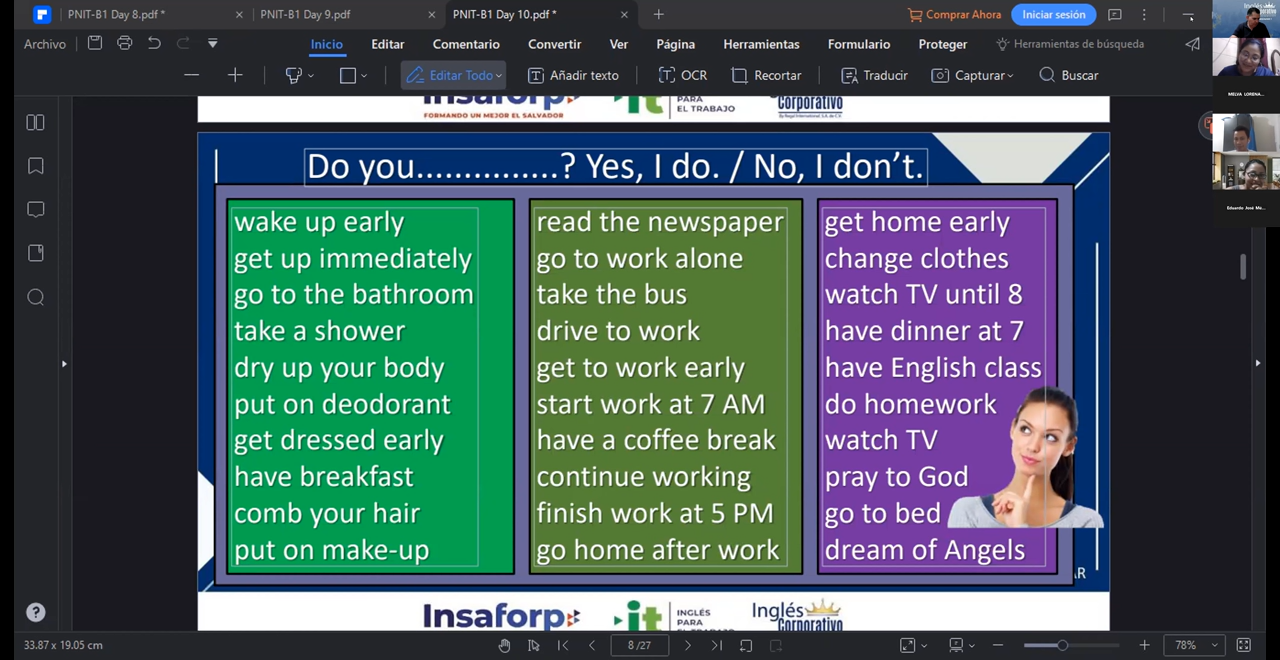 PNIT-B1 Day 8.pdf *
PNIT-B1 Day 9.pdf
PNIT-B1 Day 10.pdf *
Comprar Ahora
Iniciar sesión
Archivo
Inicio
Editar
Comentario
Convertir
Ver
Página
Herramientas
Formulario
Proteger
Herramientas de búsqueda
Editar Todo
Añadir texto
OCR
Recortar
Traducir
Capturar
Buscar
MELVA LORENA...
Eduardo José Mé...
Insaforp
FORMANDO UN MEJOR EL SALVADOR
it
PARA
EL TRABAJO
Corporativo
Do you...............? Yes, I do. / No, I don't.
wake up early
get up immediately
go to the bathroom
take a shower
dry up your body
put on deodorant
get dressed early
have breakfast
comb your hair
put on make-up
read the newspaper
go to work alone
take the bus
drive to work
get to work early
start work at 7 AM
have a coffee break
continue working
finish work at 5 PM
go home after work
get home early
change clothes
watch TV until 8
have dinner at 7
have English class
do homework
watch TV
pray to God
go to bed
dream of Angels
AR
Insaforp
it
INGLÉS
PARA
Inglés
Corporativo
33.87 x 19.05 cm
8 /27
78%